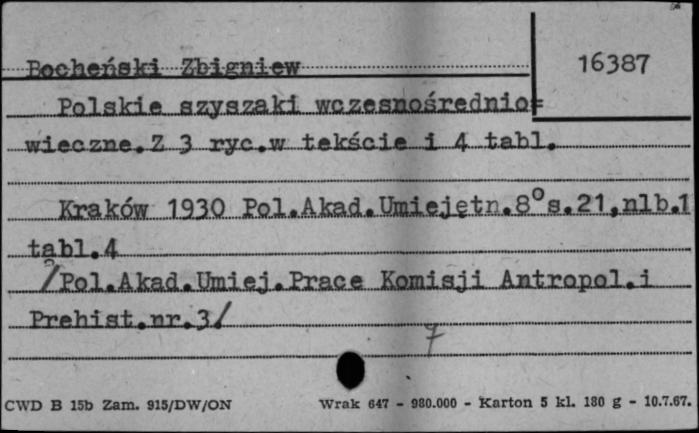 Bocheński Zbigniew
16387
Polskie szyszaki wczesnośrednio=
wieczne.Z 3 ryc.w tekście i 4 tabl.
Kraków 1930 Pol.Akad.Umiejętn.8° s.21,nlb.1
tabl.4
/Pol.Akad.Umiej.Prace Komisji Antropol.i
Prehist.nr.3/
7
CWD B 15b Zam. 915/DW/ON
Wrak 647 - 980.000 - Karton 5 kl. 180 g - 10.7.67.